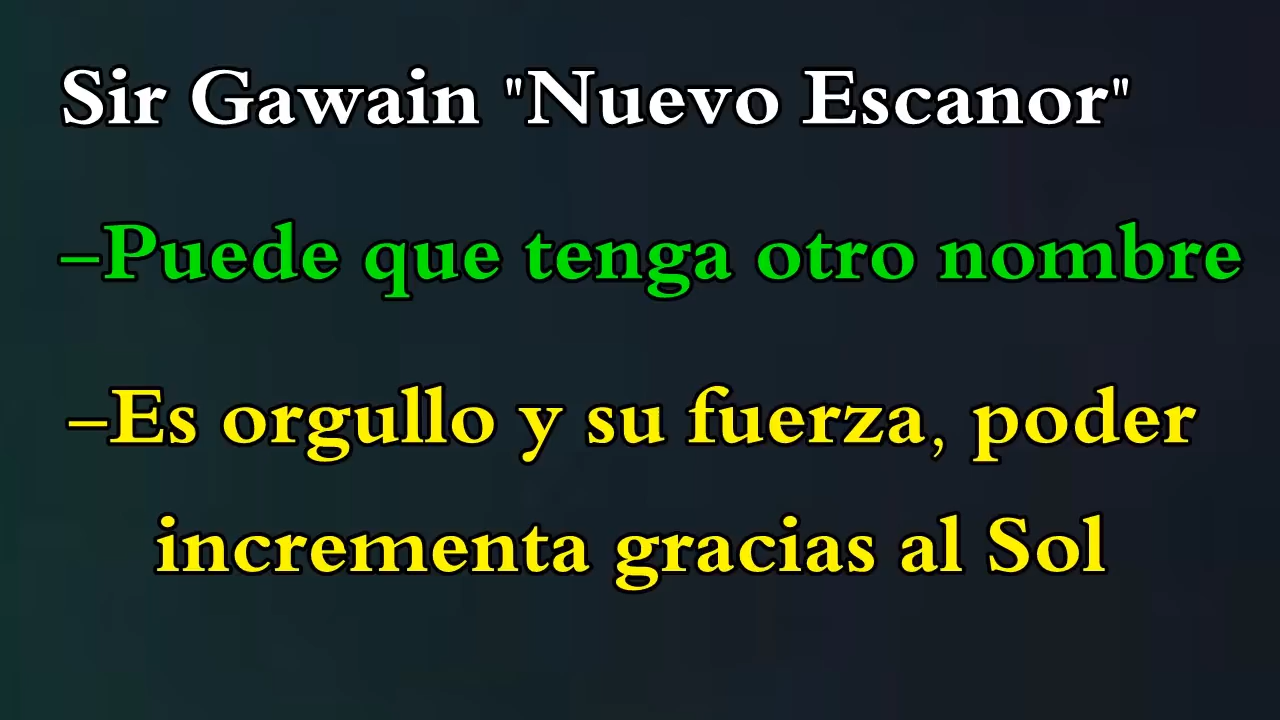 Sir Gawain "Nuevo Escanor"
–Puede que tenga otro nombre
–Es orgullo y su fuerza, poder
incrementa gracias al Sol